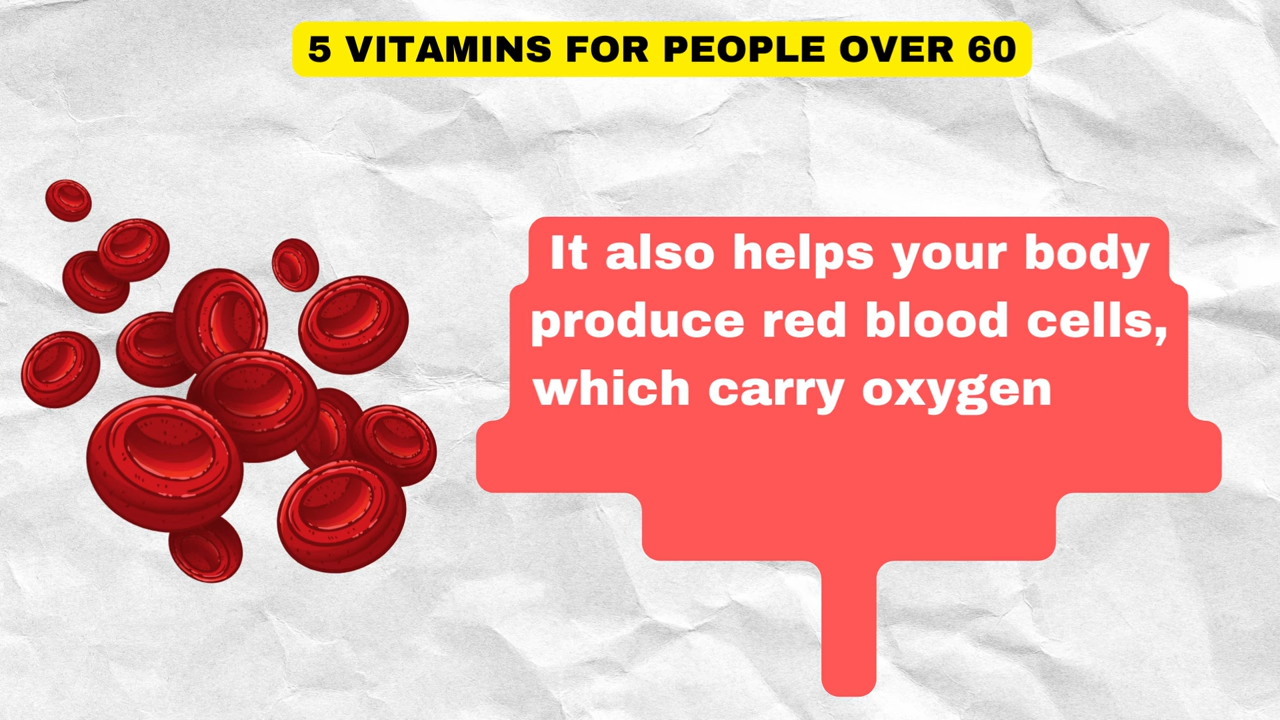 5 VITAMINS FOR PEOPLE OVER 60
It also helps your body
produce red blood cells,
which carry oxygen